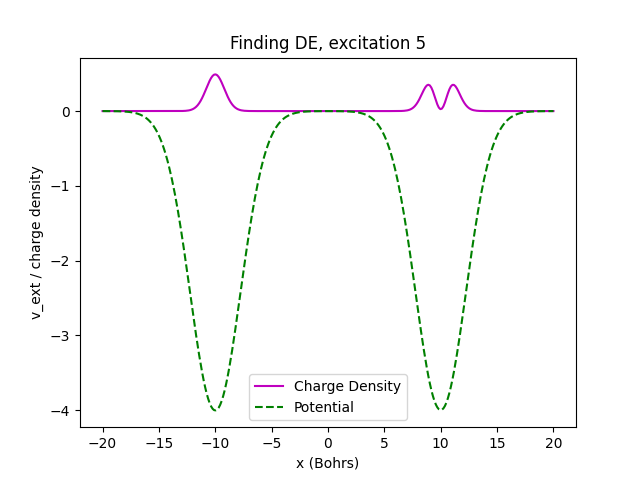 Finding DE, excitation 5
v_ext / charge density
0
−1
−2
−3
−4
Charge Density
Potential
−20
−15
−10
−5
0
5
10
15
20
x (Bohrs)